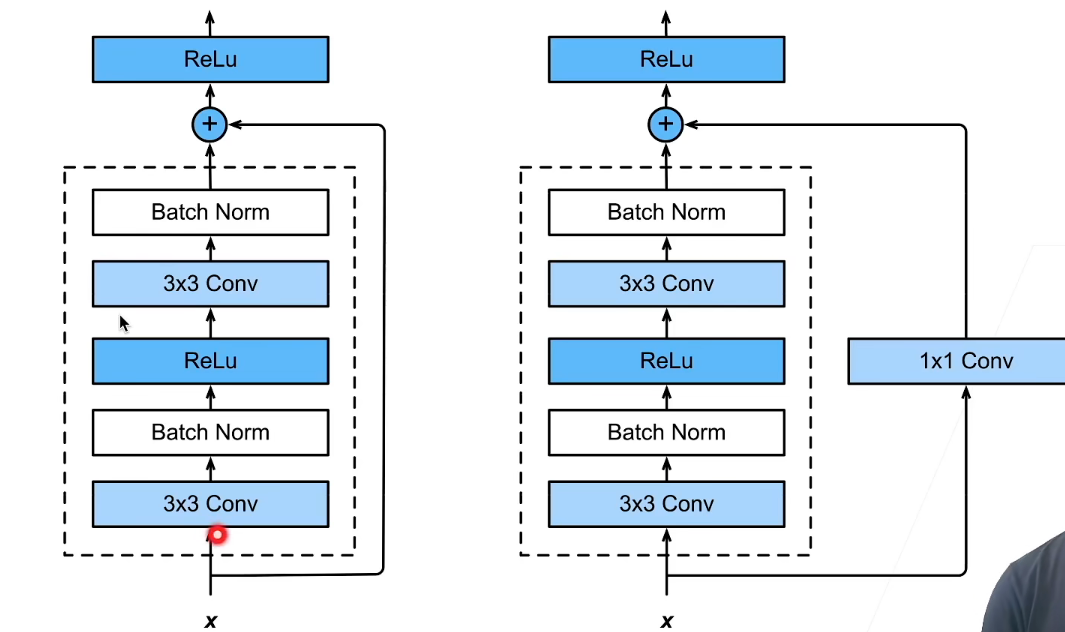 ReLu
+
Batch Norm
3x3 Conv
ReLu
Batch Norm
3x3 Conv
x
ReLu
+
Batch Norm
3x3 Conv
ReLu
Batch Norm
3x3 Conv
1x1 Conv
x